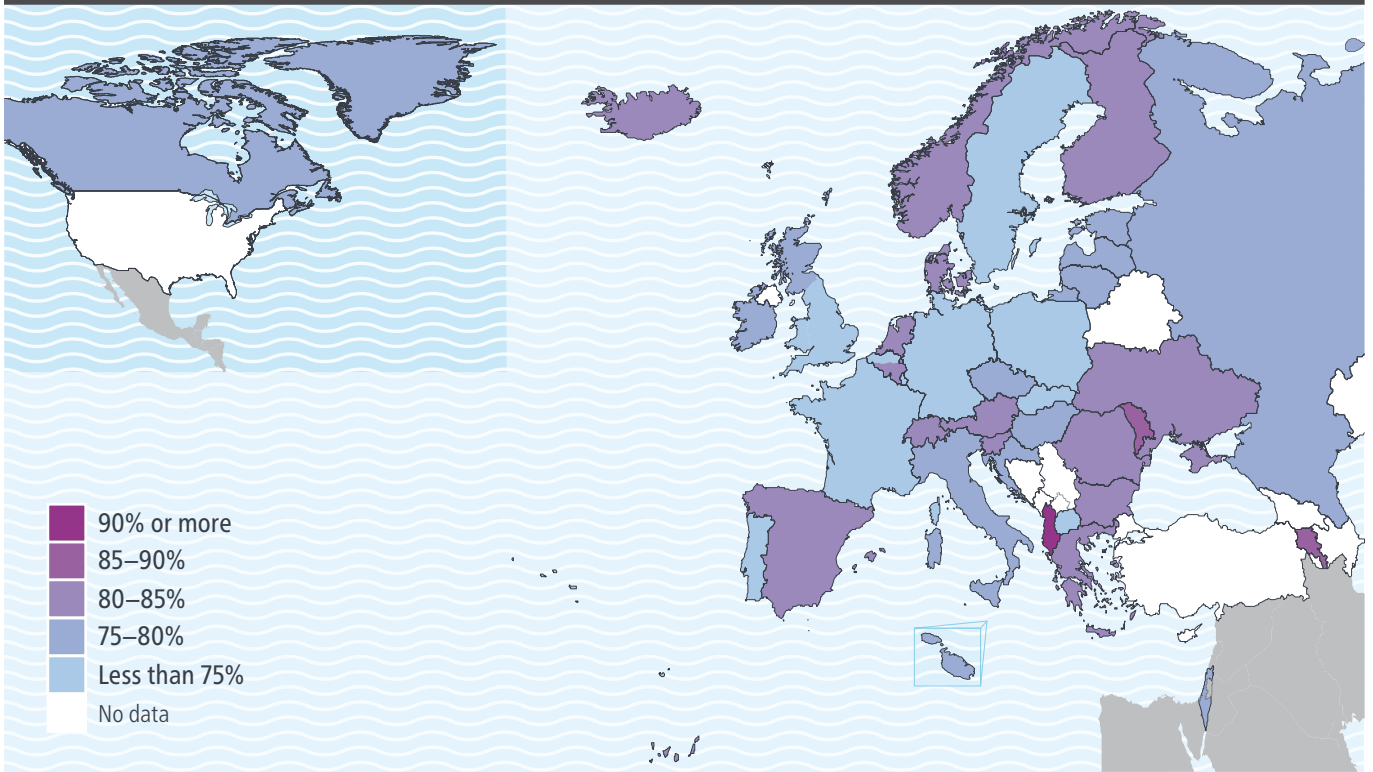 90% or more
85–90%
80–85%
75–80%
Less than 75%
No data